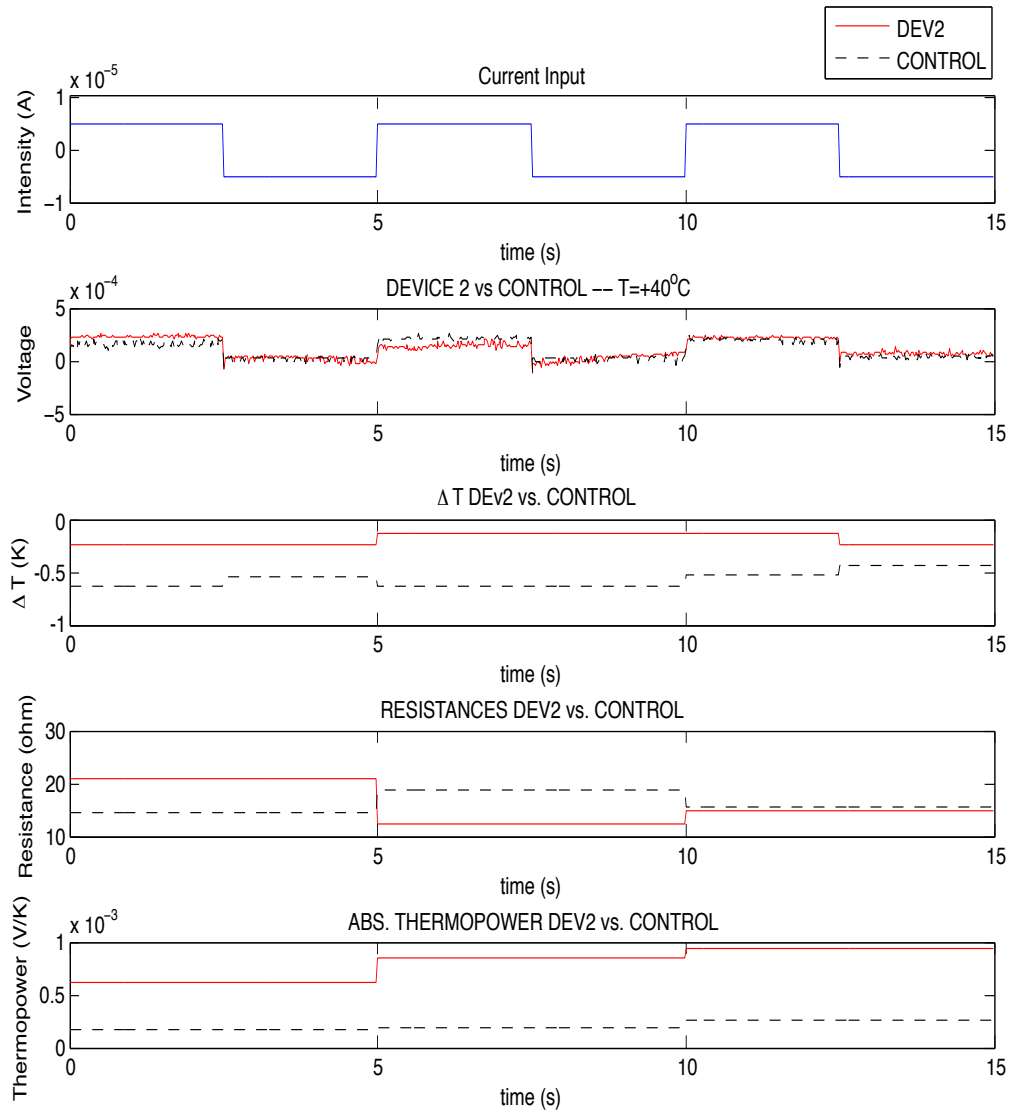 DEV2
CONTROL
x 10⁻⁵
Current Input
Intensity (A)
1
0
−1
0 5 10 15
time (s)
x 10⁻⁴
DEVICE 2 vs CONTROL −− T=+40⁰C
Voltage
5
0
−5
0 5 10 15
time (s)
Δ T DEv2 vs. CONTROL
Δ T (K)
0
-0.5
-1
0 5 10 15
time (s)
RESISTANCES DEV2 vs. CONTROL
Resistance (ohm)
30
20
10
0 5 10 15
time (s)
x 10⁻³
ABS. THERMOPOWER DEV2 vs. CONTROL
Thermopower (V/K)
1
0.5
0
0 5 10 15
time (s)